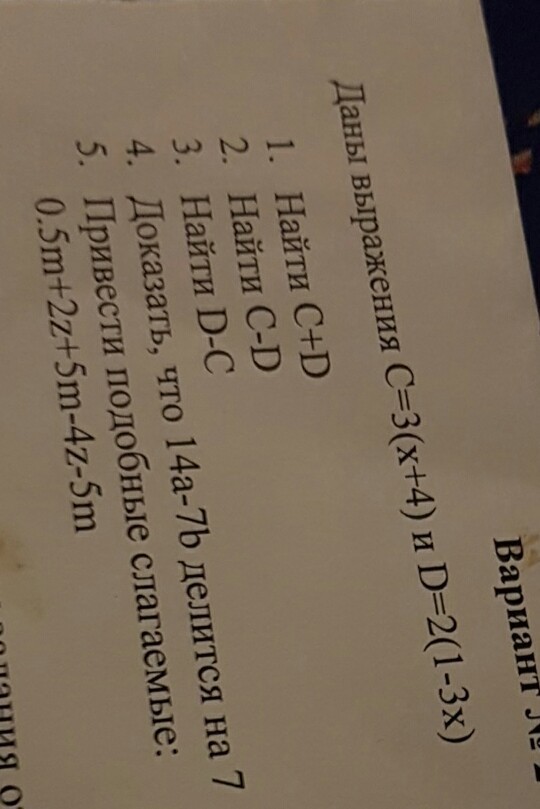 Вариант №
Даны выражения C=3(x+4) и D=2(1-3x)
1. Найти C+D
2. Найти C-D
3. Найти D-C
4. Доказать, что 14a-7b делится на 7
5. Привести подобные слагаемые:
0.5m+2z+5m-4z-5m